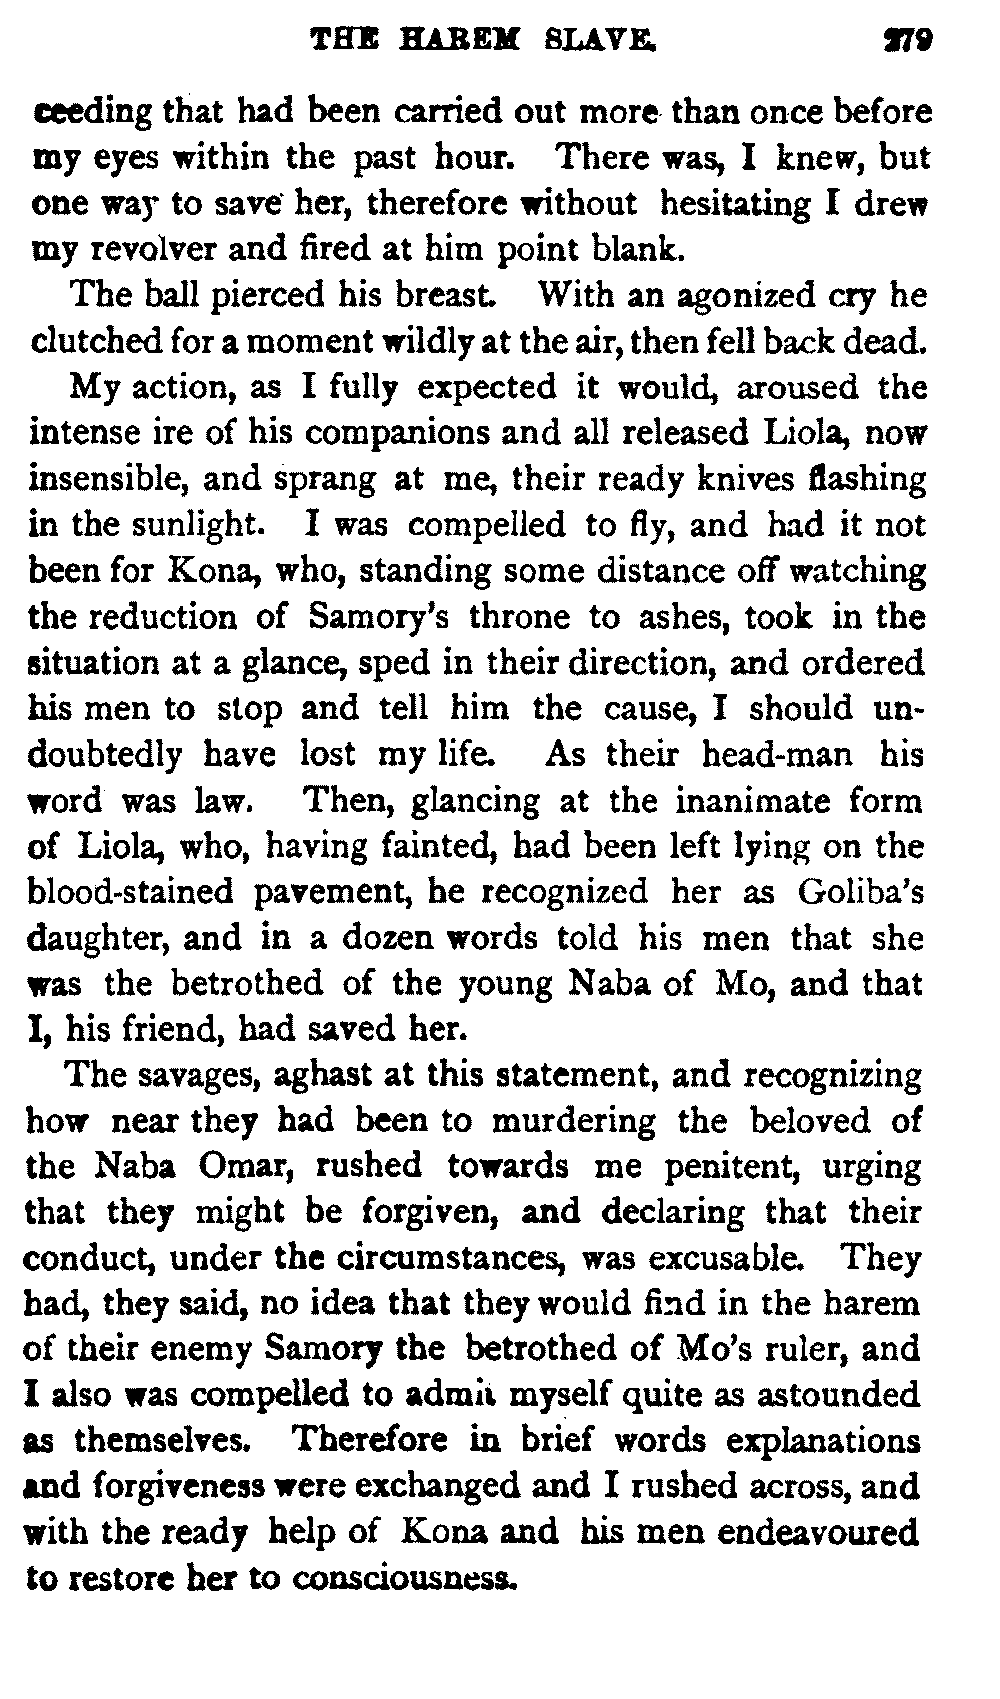 THE HAREM SLAVE. 279
ceeding that had been carried out more than once before
my eyes within the past hour. There was, I knew, but
one way to save her, therefore without hesitating I drew
my revolver and fired at him point blank.
The ball pierced his breast. With an agonized cry he
clutched for a moment wildly at the air, then fell back dead.
My action, as I fully expected it would, aroused the
intense ire of his companions and all released Liola, now
insensible, and sprang at me, their ready knives flashing
in the sunlight. I was compelled to fly, and had it not
been for Kona, who, standing some distance off watching
the reduction of Samory's throne to ashes, took in the
situation at a glance, sped in their direction, and ordered
his men to stop and tell him the cause, I should un-
doubtedly have lost my life. As their head-man his
word was law. Then, glancing at the inanimate form
of Liola, who, having fainted, had been left lying on the
blood-stained pavement, he recognized her as Goliba's
daughter, and in a dozen words told his men that she
was the betrothed of the young Naba of Mo, and that
I, his friend, had saved her.
The savages, aghast at this statement, and recognizing
how near they had been to murdering the beloved of
the Naba Omar, rushed towards me penitent, urging
that they might be forgiven, and declaring that their
conduct, under the circumstances, was excusable. They
had, they said, no idea that they would find in the harem
of their enemy Samory the betrothed of Mo's ruler, and
I also was compelled to admit myself quite as astounded
as themselves. Therefore in brief words explanations
and forgiveness were exchanged and I rushed across, and
with the ready help of Kona and his men endeavoured
to restore her to consciousness.